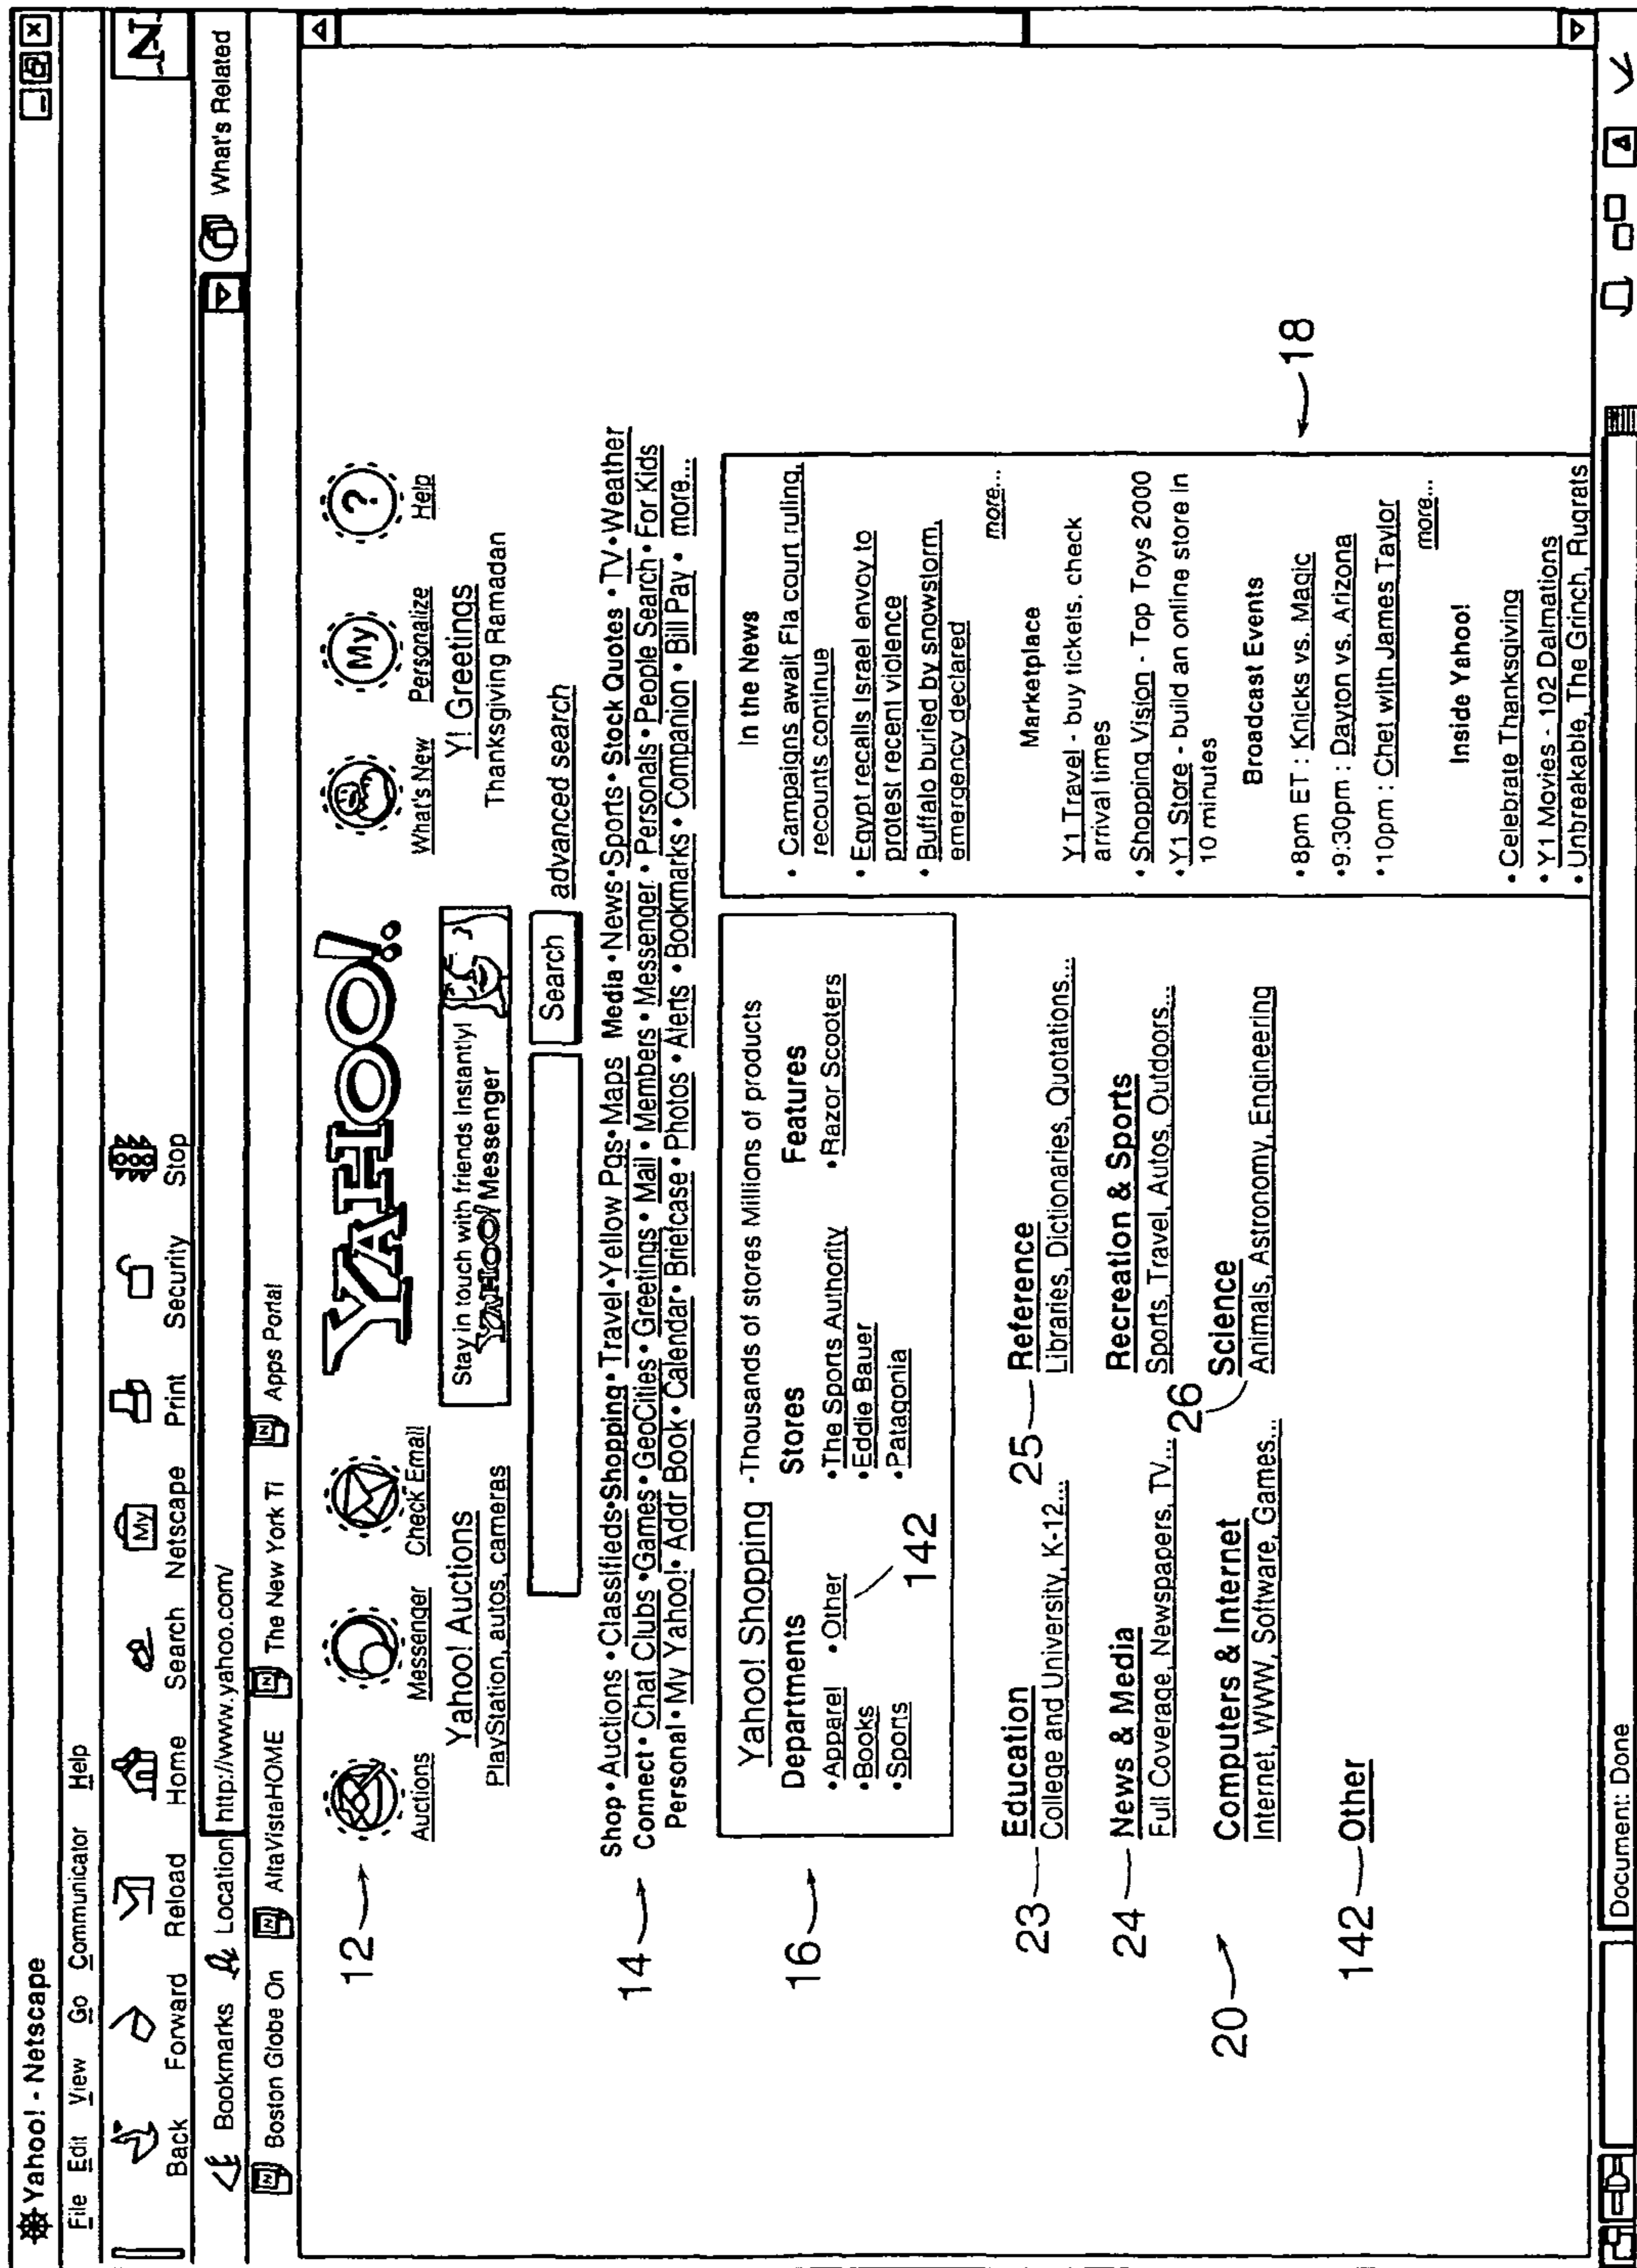 Yahoo! - Netscape
File Edit View Go Communicator Help
N
Back Forward Reload Home Search Netscape Print Security Stop
My
Bookmarks Location http://www.yahoo.com/ What's Related
Boston Globe On AltaVistaHOME The New York Ti Apps Portal
12
YAHOO!
My ?
Auctions Messenger Check Email What's New Personalize Help
Yahoo! Auctions
PlayStation, autos, cameras
Stay in touch with friends Instantly!
YAHOO! Messenger
Y! Greetings
Thanksgiving Ramadan
Search advanced search
14
Shop • Auctions • Classifieds•Shopping• Travel•Yellow Pgs•Maps Media •News•Sports•Stock Quotes • TV•Weather
Connect • Chat Clubs •Games•GeoCities•Greetings•Mail•Members•Messenger•Personals•People Search•For Kids
Personal• My Yahoo!• Addr Book•Calendar•Briefcase•Photos •Alerts •Bookmarks•Companion•Bill Pay• more...
16
Yahoo! Shopping -Thousands of stores Millions of products
Departments Stores Features
•Apparel •Other •The Sports Authority •Razor Scooters
•Books •Eddie Bauer
•Sports •Patagonia
142
23
Education
College and University, K-12...
25
Reference
Libraries, Dictionaries, Quotations...
24
News & Media
Full Coverage, Newspapers, TV...
Recreation & Sports
Sports, Travel, Autos, Outdoors...
20
Computers & Internet
Internet, WWW, Software, Games...
26
Science
Animals, Astronomy, Engineering
142
Other
In the News
• Campaigns await Fla court ruling,
recounts continue
• Egypt recalls Israel envoy to
protest recent violence
• Buffalo buried by snowstorm,
emergency declared
more...
Marketplace
Y1 Travel - buy tickets, check
arrival times
• Shopping Vision - Top Toys 2000
• Y1 Store - build an online store in
10 minutes
18
Broadcast Events
• 8pm ET : Knicks vs. Magic
•9:30pm : Dayton vs. Arizona
•10pm : Chet with James Taylor
more...
Inside Yahoo!
• Celebrate Thanksgiving
• Y1 Movies - 102 Dalmations
• Unbreakable, The Grinch, Rugrats
Document: Done